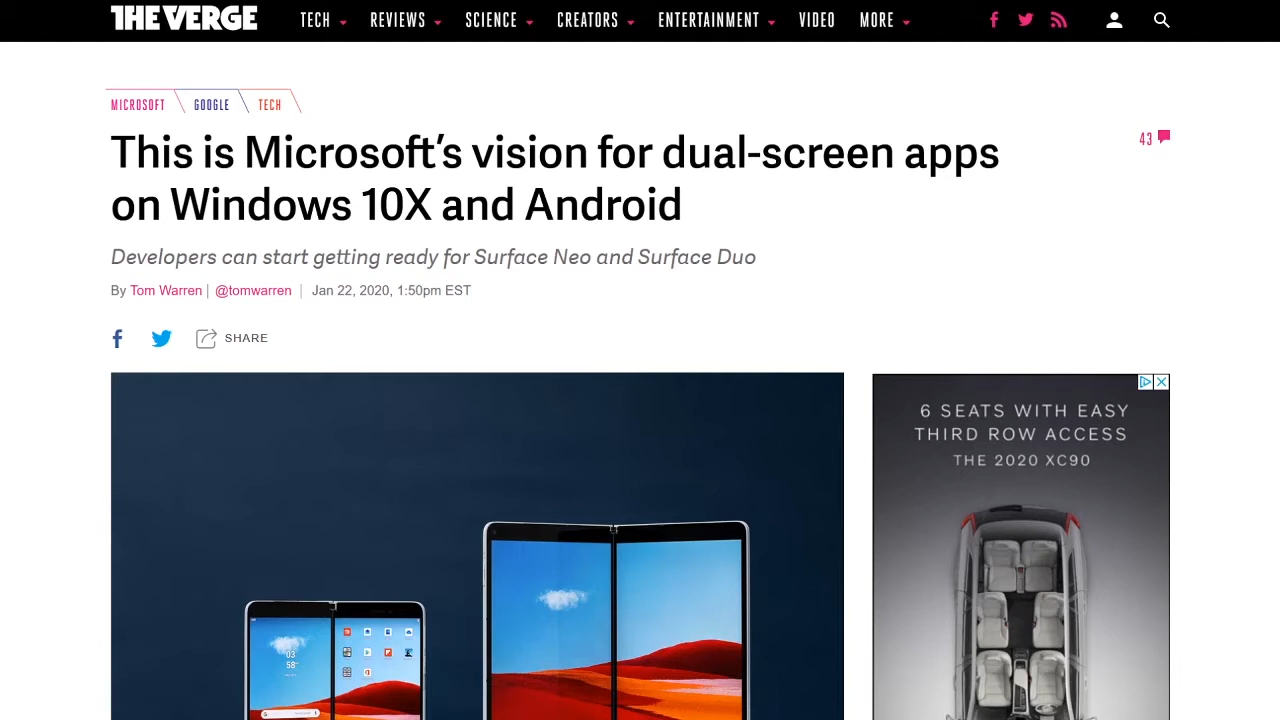 THE VERGE
TECH REVIEWS SCIENCE CREATORS ENTERTAINMENT VIDEO MORE
MICROSOFT GOOGLE TECH
This is Microsoft’s vision for dual-screen apps
on Windows 10X and Android
43
Developers can start getting ready for Surface Neo and Surface Duo
By Tom Warren | @tomwarren | Jan 22, 2020, 1:50pm EST
SHARE
6 SEATS WITH EASY
THIRD ROW ACCESS
THE 2020 XC90
03
58